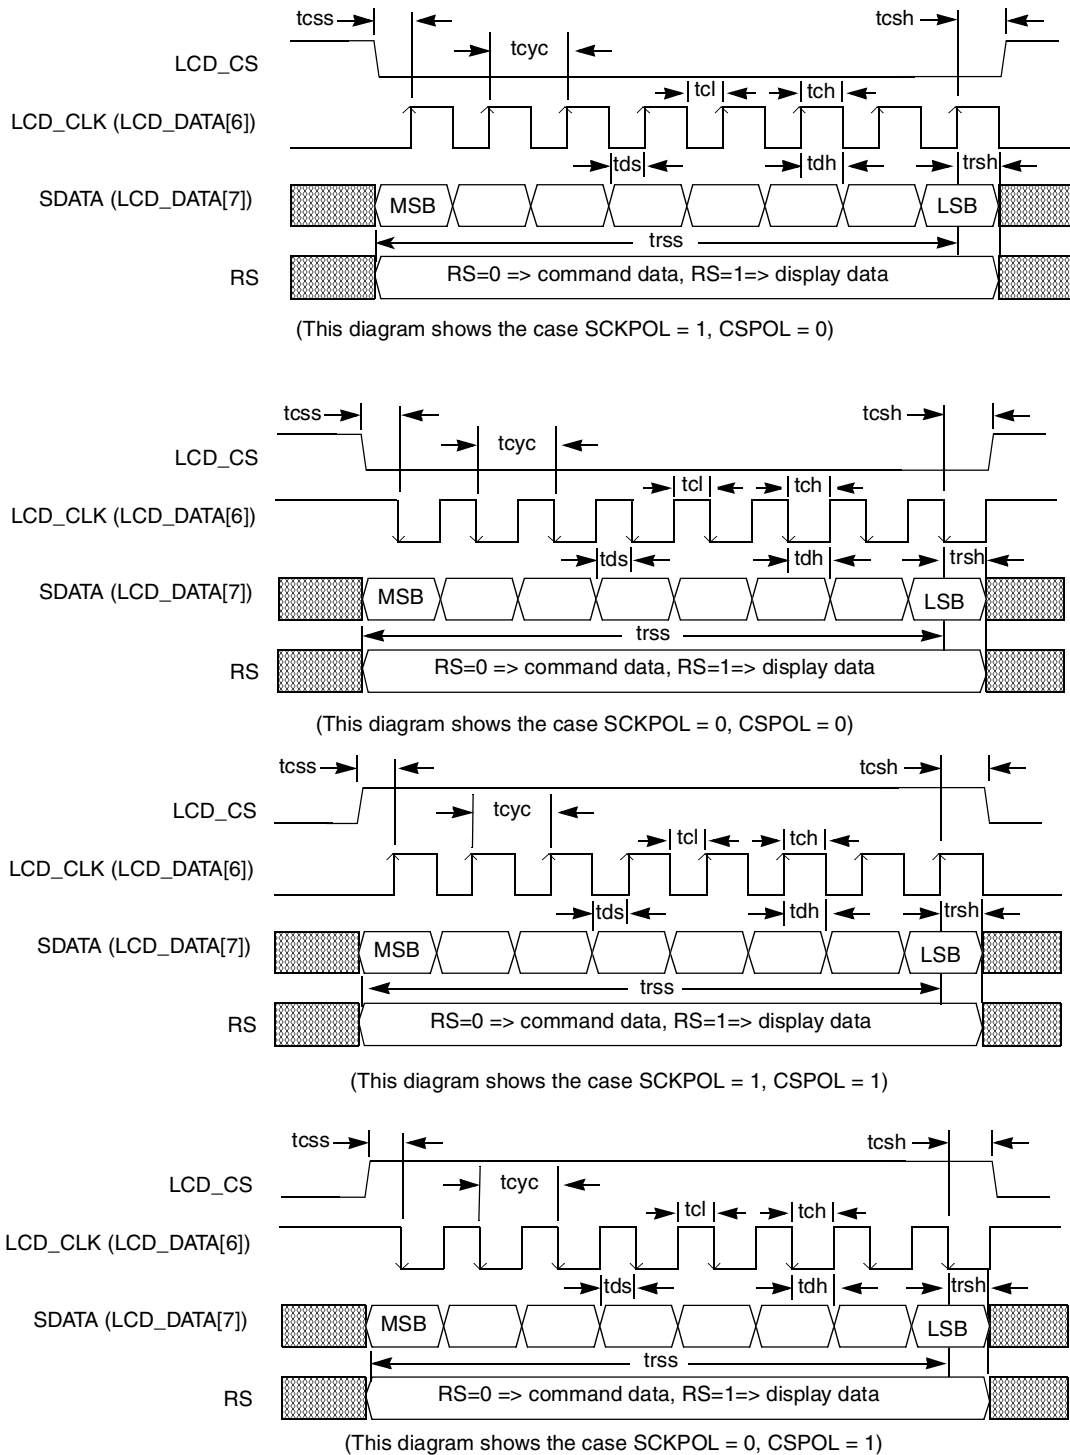 tcss
tcsh
tcyc
LCD_CS
tcl
tch
LCD_CLK (LCD_DATA[6])
tds
tdh
trsh
SDATA (LCD_DATA[7])
MSB
LSB
trss
RS
RS=0 => command data, RS=1=> display data
(This diagram shows the case SCKPOL = 1, CSPOL = 0)
tcss
tcsh
tcyc
LCD_CS
tcl
tch
LCD_CLK (LCD_DATA[6])
tds
tdh
trsh
SDATA (LCD_DATA[7])
MSB
LSB
trss
RS
RS=0 => command data, RS=1=> display data
(This diagram shows the case SCKPOL = 0, CSPOL = 0)
tcss
tcsh
tcyc
LCD_CS
tcl
tch
LCD_CLK (LCD_DATA[6])
tds
tdh
trsh
SDATA (LCD_DATA[7])
MSB
LSB
trss
RS
RS=0 => command data, RS=1=> display data
(This diagram shows the case SCKPOL = 1, CSPOL = 1)
tcss
tcsh
tcyc
LCD_CS
tcl
tch
LCD_CLK (LCD_DATA[6])
tds
tdh
trsh
SDATA (LCD_DATA[7])
MSB
LSB
trss
RS
RS=0 => command data, RS=1=> display data
(This diagram shows the case SCKPOL = 0, CSPOL = 1)